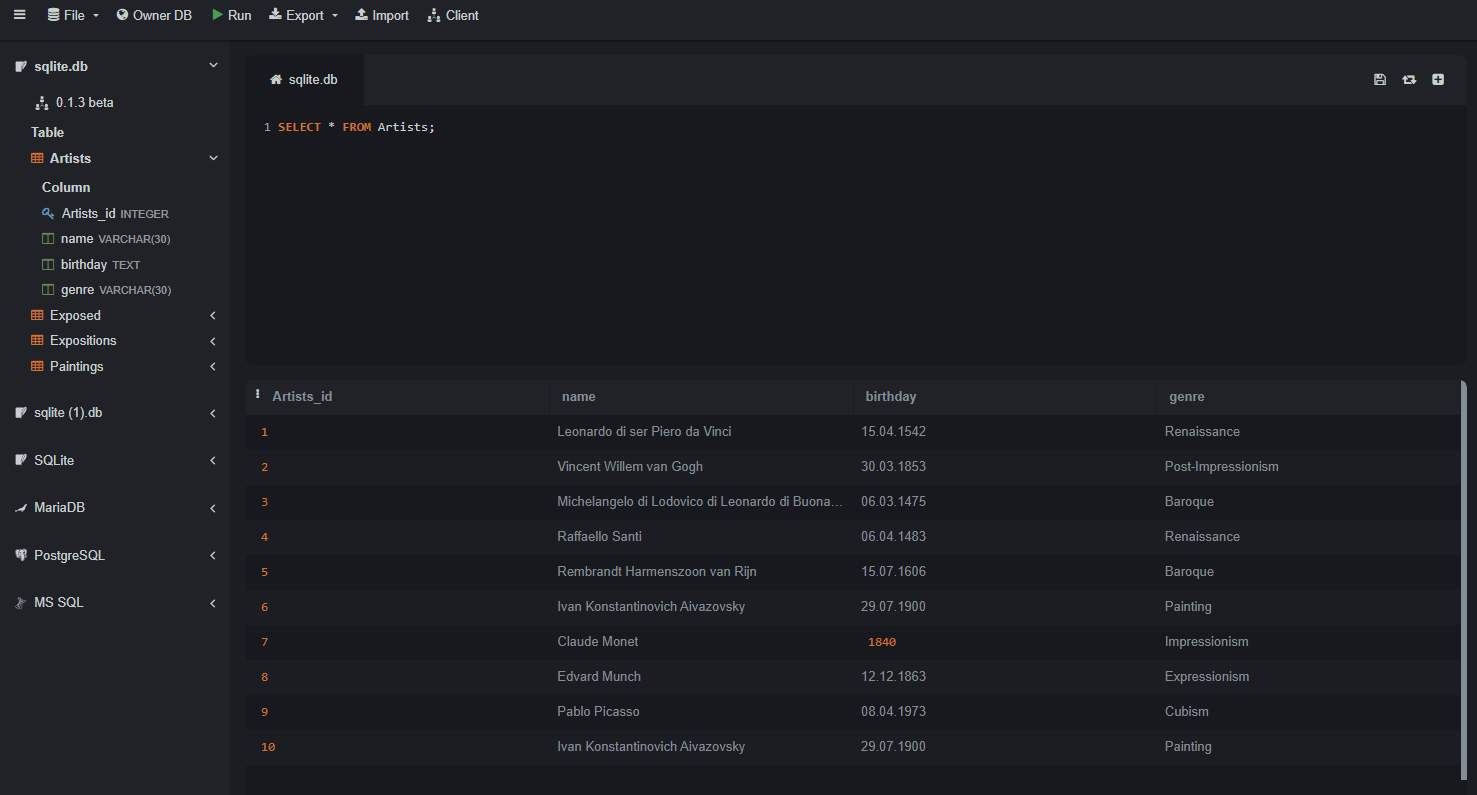 File Owner DB Run Export Import Client
sqlite.db
0.1.3 beta
Table
Artists
Column
Artists_id INTEGER
name VARCHAR(30)
birthday TEXT
genre VARCHAR(30)
Exposed
Expositions
Paintings
sqlite (1).db
SQLite
MariaDB
PostgreSQL
MS SQL
sqlite.db
1 SELECT * FROM Artists;
Artists_id name birthday genre
1 Leonardo di ser Piero da Vinci 15.04.1542 Renaissance
2 Vincent Willem van Gogh 30.03.1853 Post-Impressionism
3 Michelangelo di Lodovico di Leonardo di Buona... 06.03.1475 Baroque
4 Raffaello Santi 06.04.1483 Renaissance
5 Rembrandt Harmenszoon van Rijn 15.07.1606 Baroque
6 Ivan Konstantinovich Aivazovsky 29.07.1900 Painting
7 Claude Monet 1840 Impressionism
8 Edvard Munch 12.12.1863 Expressionism
9 Pablo Picasso 08.04.1973 Cubism
10 Ivan Konstantinovich Aivazovsky 29.07.1900 Painting